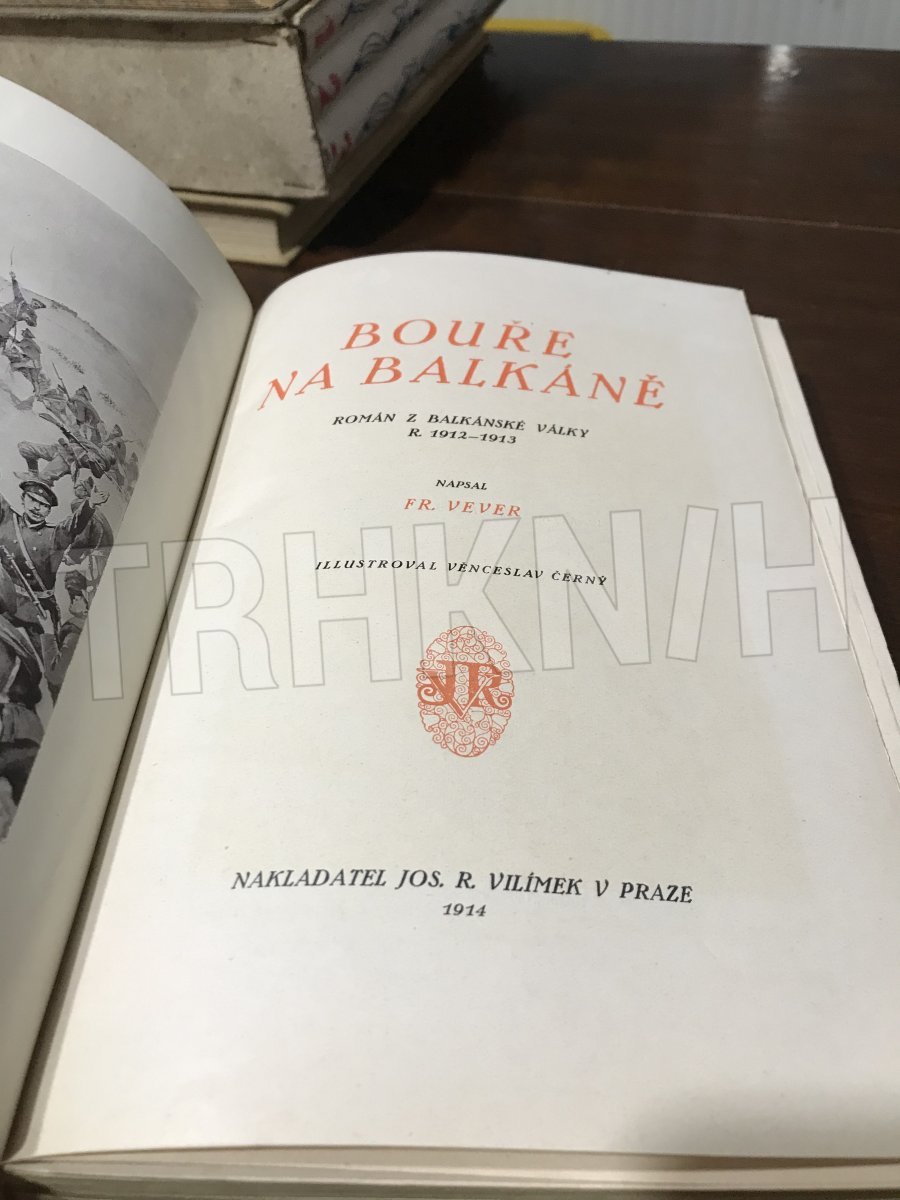 BOUŘE
NA BALKÁNĚ
ROMÁN Z BALKÁNSKÉ VÁLKY
R. 1912–1913
NAPSAL
FR. VEVER
ILLUSTROVAL VĚNCESLAV ČERNÝ
TRHKNIH
JVR
NAKLADATEL JOS. R. VILÍMEK V PRAZE
1914